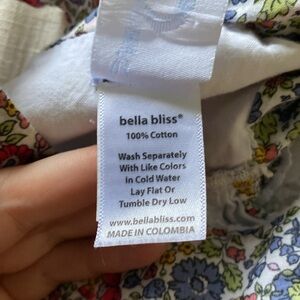 bella bliss®
100% Cotton
Wash Separately
With Like Colors
In Cold Water
Lay Flat Or
Tumble Dry Low
www.bellabliss.com
MADE IN COLOMBIA